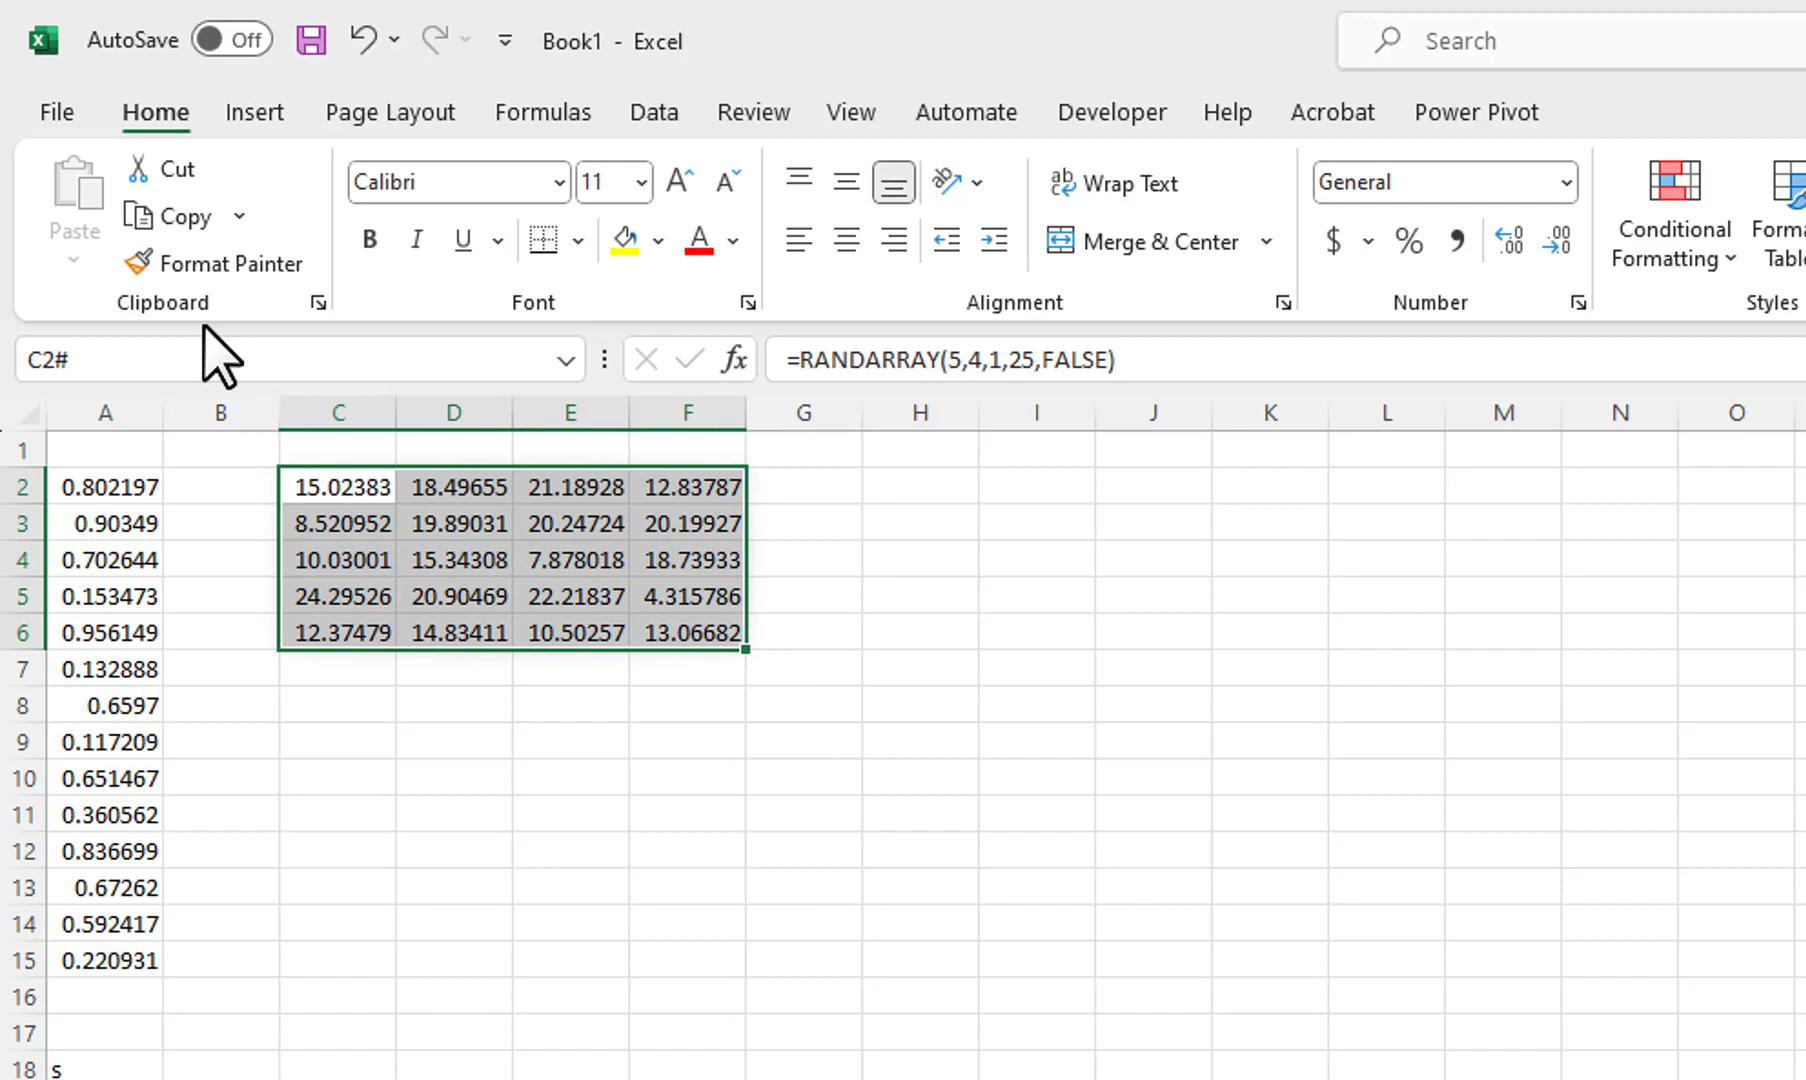 AutoSave Off Book1 - Excel Search
File Home Insert Page Layout Formulas Data Review View Automate Developer Help Acrobat Power Pivot
Paste
Cut
Copy
Format Painter
Clipboard
Calibri 11 A A
B I U A
Font
ab Wrap Text
Merge & Center
Alignment
General
$ % 9 .00 .00
Number
Conditional
Formatting
Styles
C2# fx =RANDARRAY(5,4,1,25,FALSE)
A B C D E F G H I J K L M N O
1
2 0.802197 15.02383 18.49655 21.18928 12.83787
3 0.90349 8.520952 19.89031 20.24724 20.19927
4 0.702644 10.03001 15.34308 7.878018 18.73933
5 0.153473 24.29526 20.90469 22.21837 4.315786
6 0.956149 12.37479 14.83411 10.50257 13.06682
7 0.132888
8 0.6597
9 0.117209
10 0.651467
11 0.360562
12 0.836699
13 0.67262
14 0.592417
15 0.220931
16
17
18 s